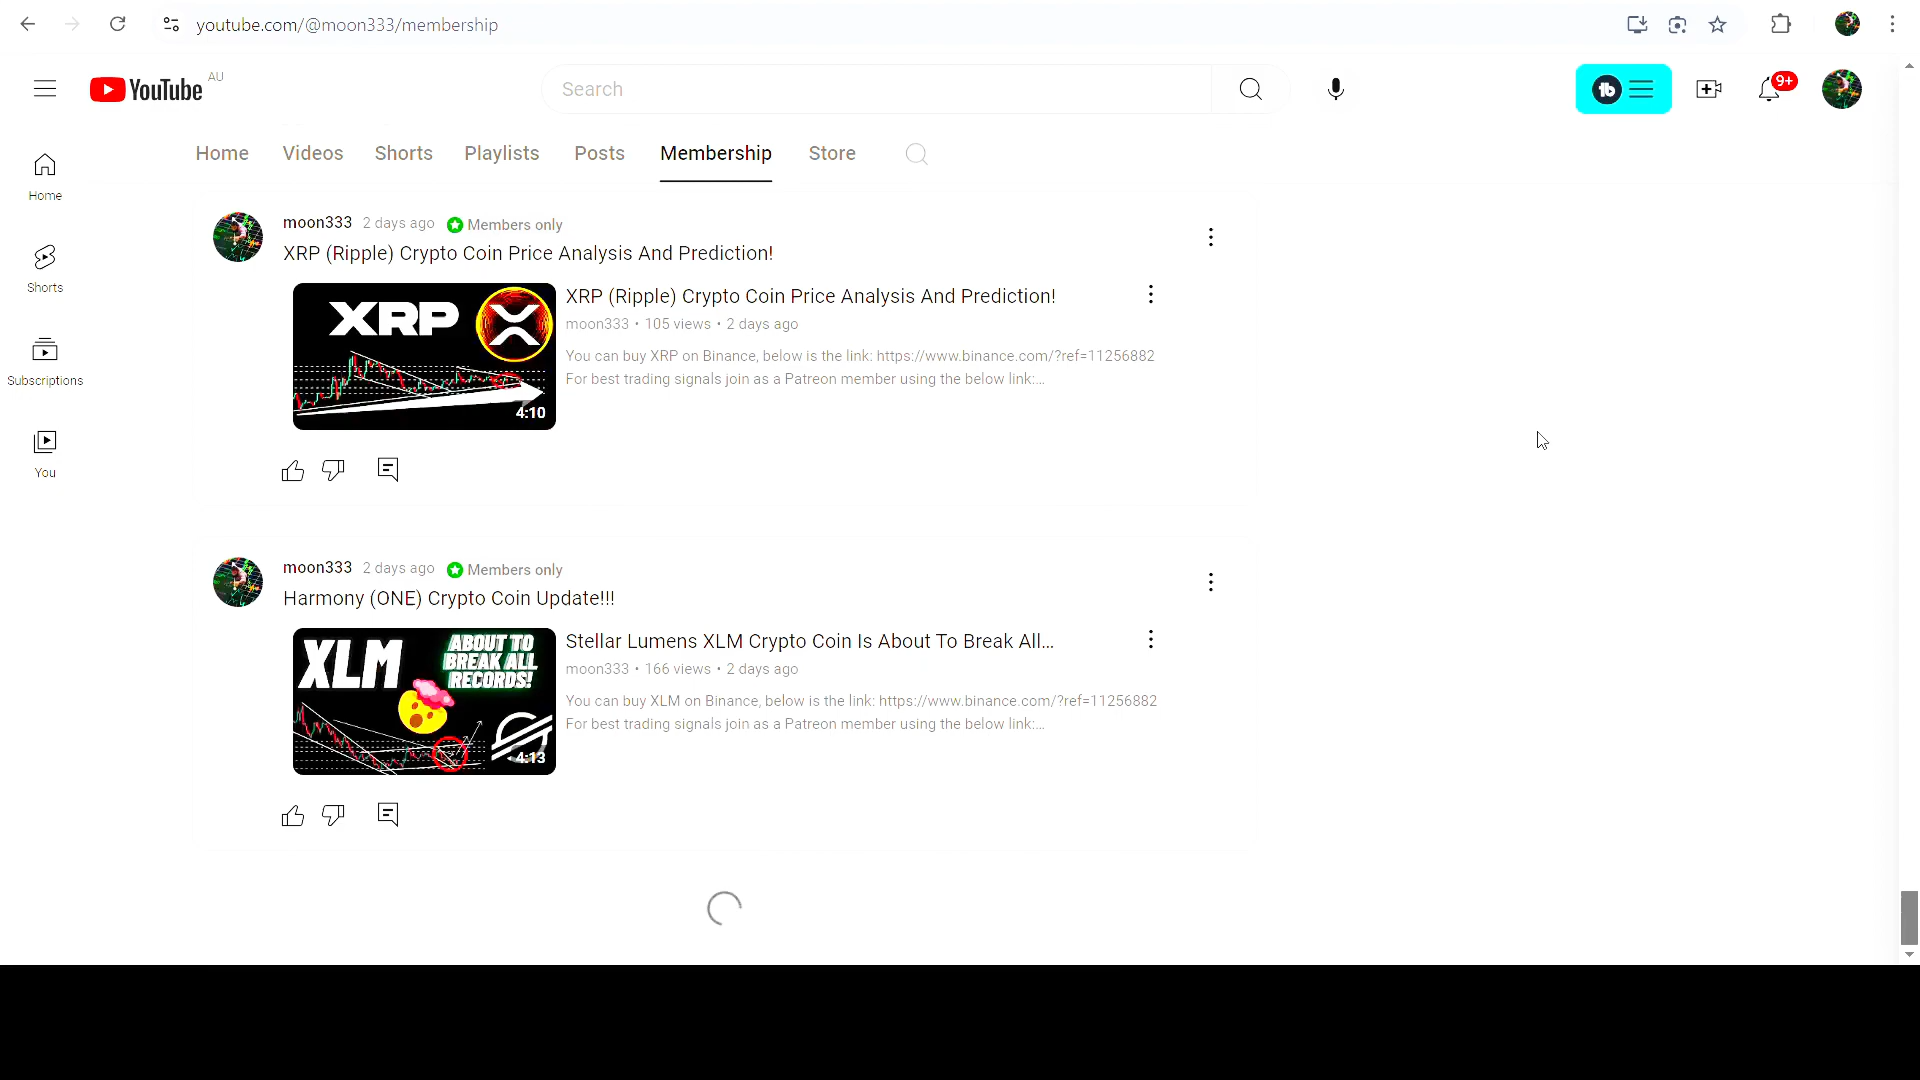 youtube.com/@moon333/membership
YouTube AU
Search
9+
Home Videos Shorts Playlists Posts Membership Store
Home
Shorts
Subscriptions
You
moon333 2 days ago Members only
XRP (Ripple) Crypto Coin Price Analysis And Prediction!
XRP
4:10
XRP (Ripple) Crypto Coin Price Analysis And Prediction!
moon333 • 105 views • 2 days ago
You can buy XRP on Binance, below is the link: https://www.binance.com/?ref=11256882
For best trading signals join as a Patreon member using the below link:...
moon333 2 days ago Members only
Harmony (ONE) Crypto Coin Update!!!
XLM
ABOUT TO
BREAK ALL
RECORDS!
4:13
Stellar Lumens XLM Crypto Coin Is About To Break All...
moon333 • 166 views • 2 days ago
You can buy XLM on Binance, below is the link: https://www.binance.com/?ref=11256882
For best trading signals join as a Patreon member using the below link:...